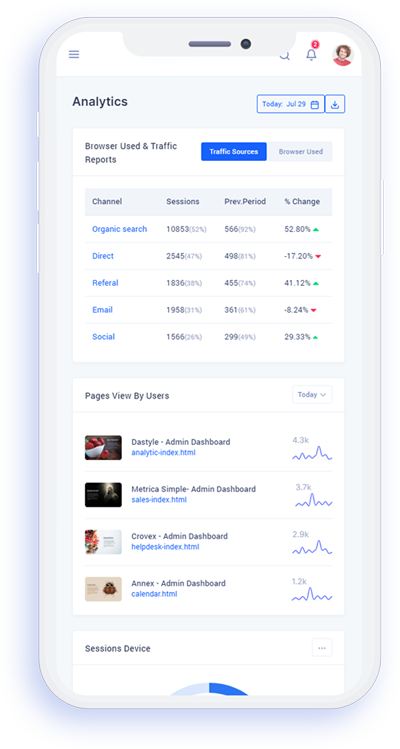 2
Analytics
Today: Jul 29
Browser Used & Traffic
Reports
Traffic Sources
Browser Used
Channel Sessions Prev.Period % Change
Organic search 10853(52%) 566(92%) 52.80%
Direct 2545(47%) 498(81%) -17.20%
Referal 1836(38%) 455(74%) 41.12%
Email 1958(31%) 361(61%) -8.24%
Social 1566(26%) 299(49%) 29.33%
Pages View By Users
Today
Dastyle - Admin Dashboard
analytic-index.html
4.3k
Metrica Simple- Admin Dashboard
sales-index.html
3.7k
Crovex - Admin Dashboard
helpdesk-index.html
2.9k
Annex - Admin Dashboard
calendar.html
1.2k
Sessions Device